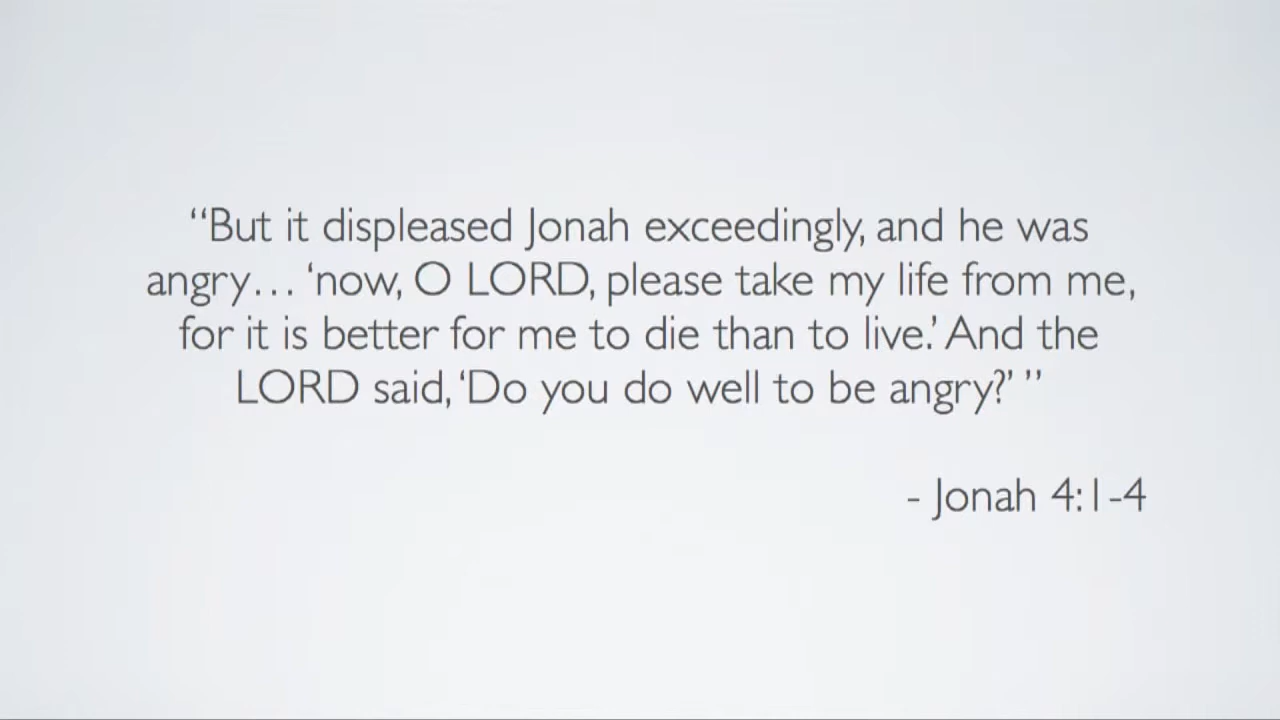 “But it displeased Jonah exceedingly, and he was
angry… ‘now, O LORD, please take my life from me,
for it is better for me to die than to live.’ And the
LORD said, ‘Do you do well to be angry?’ ”
- Jonah 4:1-4